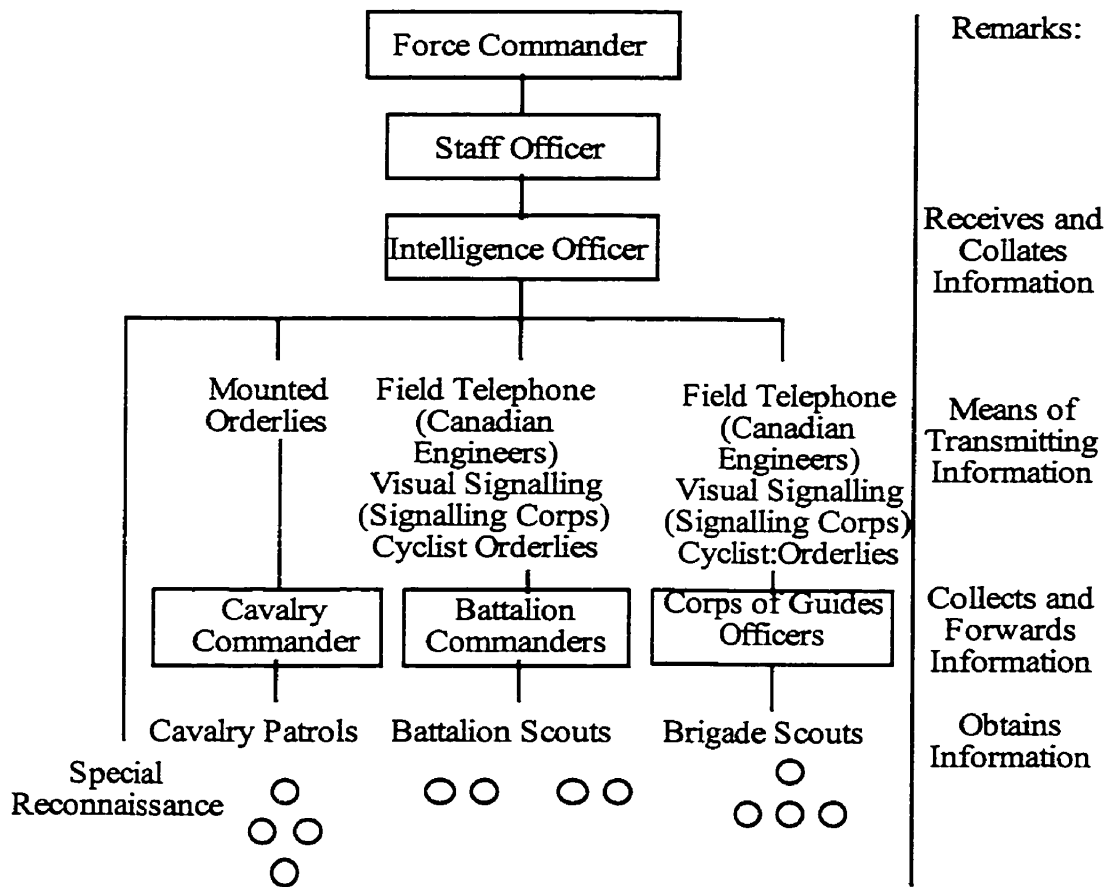 Force Commander
Remarks:
Staff Officer
Intelligence Officer
Receives and
Collates
Information
Mounted
Orderlies
Field Telephone
(Canadian
Engineers)
Visual Signalling
(Signalling Corps)
Cyclist Orderlies
Field Telephone
(Canadian
Engineers)
Visual Signalling
(Signalling Corps)
Cyclist:Orderlies
Means of
Transmitting
Information
Cavalry
Commander
Battalion
Commanders
Corps of Guides
Officers
Collects and
Forwards
Information
Cavalry Patrols
Battalion Scouts
Brigade Scouts
Obtains
Information
Special
Reconnaissance